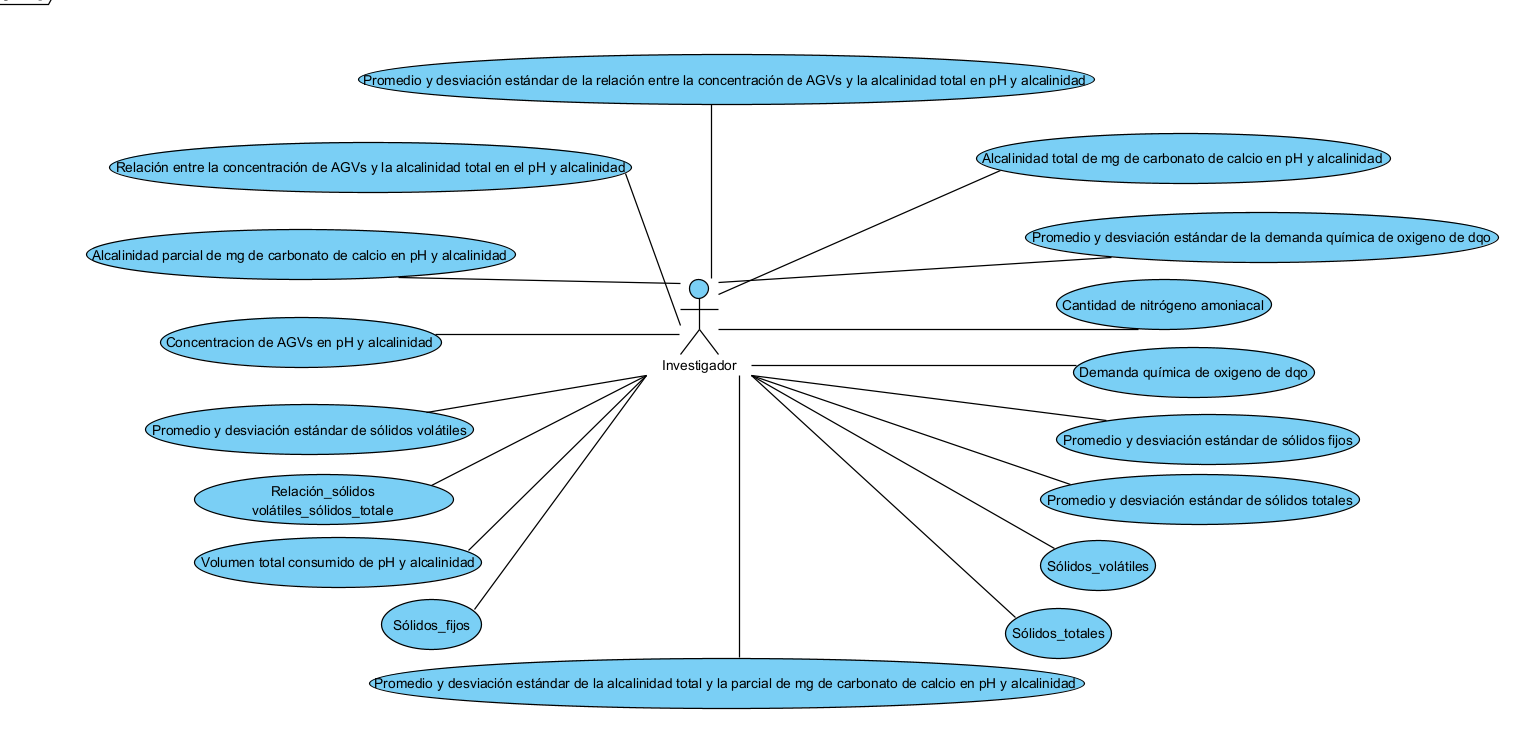 Promedio y desviación estándar de la relación entre la concentración de AGVs y la alcalinidad total en pH y alcalinidad
Relación entre la concentración de AGVs y la alcalinidad total en el pH y alcalinidad
Alcalinidad total de mg de carbonato de calcio en pH y alcalinidad
Alcalinidad parcial de mg de carbonato de calcio en pH y alcalinidad
Promedio y desviación estándar de la demanda química de oxigeno de dqo
Cantidad de nitrógeno amoniacal
Concentracion de AGVs en pH y alcalinidad
Investigador
Demanda química de oxigeno de dqo
Promedio y desviación estándar de sólidos volátiles
Promedio y desviación estándar de sólidos fijos
Relación_sólidos
volátiles_sólidos_totale
Promedio y desviación estándar de sólidos totales
Volumen total consumido de pH y alcalinidad
Sólidos_volátiles
Sólidos_fijos
Sólidos_totales
Promedio y desviación estándar de la alcalinidad total y la parcial de mg de carbonato de calcio en pH y alcalinidad